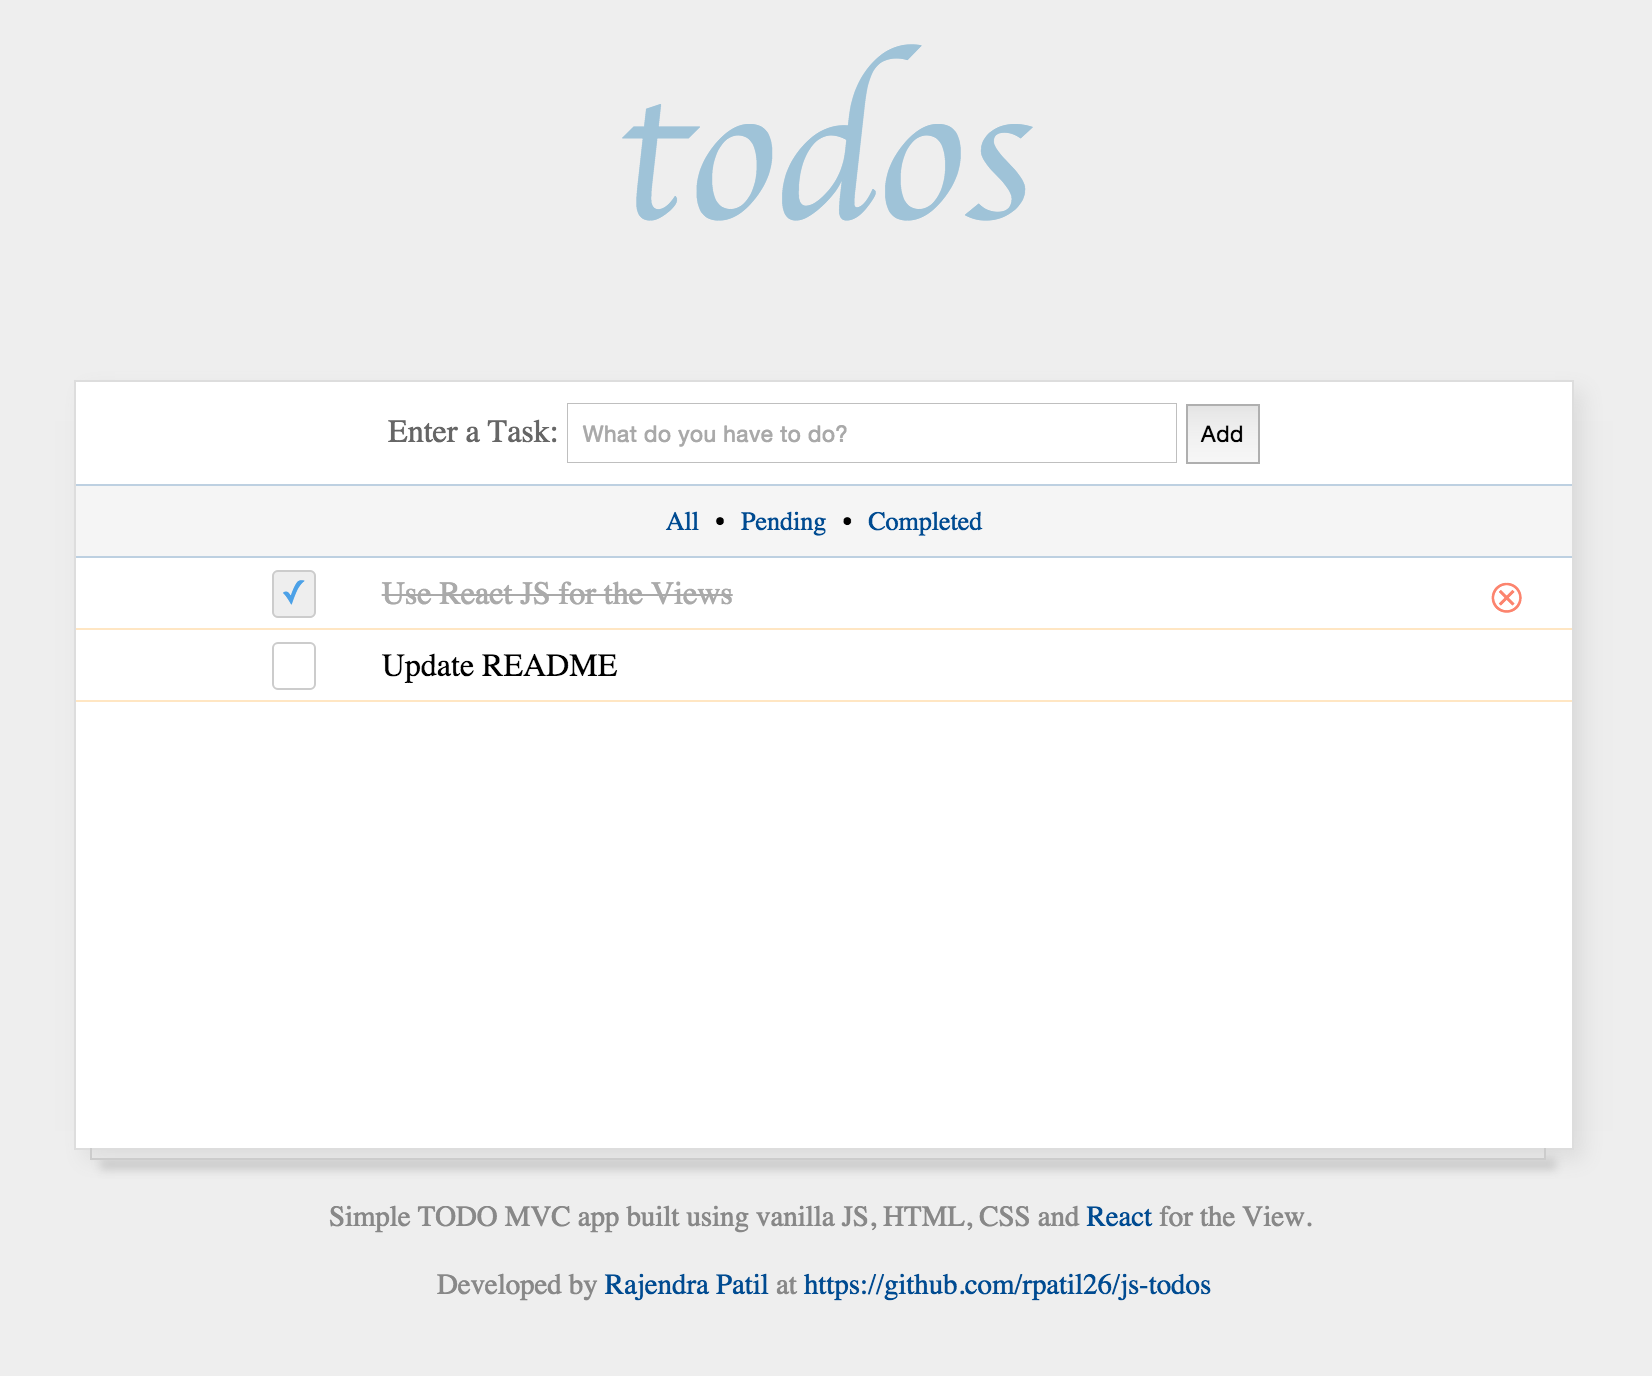 todos
Enter a Task: What do you have to do? Add
All • Pending • Completed
Use React JS for the Views
Update README
Simple TODO MVC app built using vanilla JS, HTML, CSS and React for the View.
Developed by Rajendra Patil at https://github.com/rpatil26/js-todos